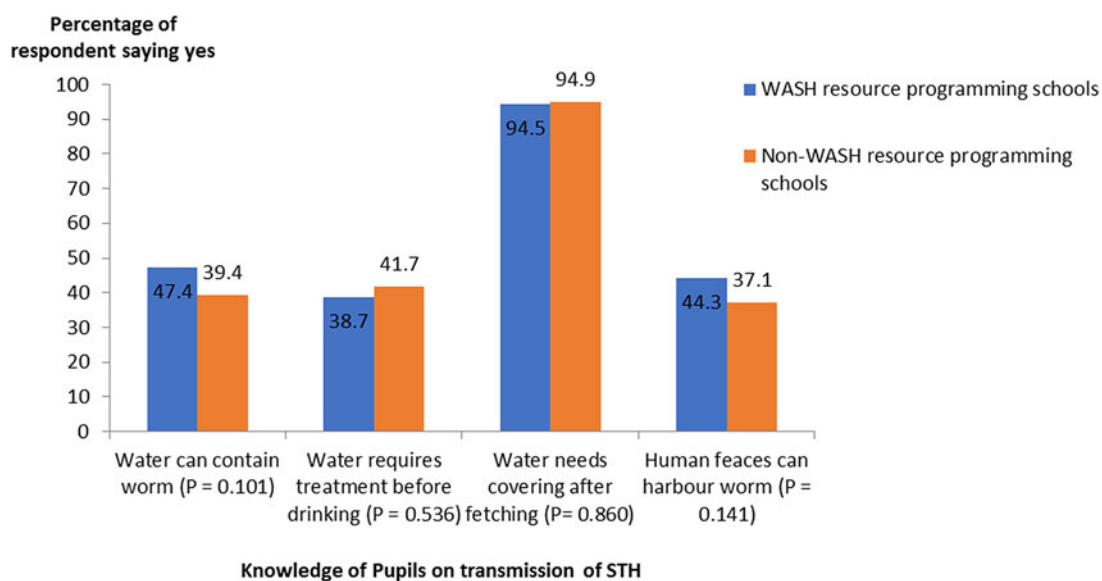 Percentage of
respondent saying yes
100
90
80
70
60
50
40
30
20
10
0
47.4
39.4
38.7
41.7
94.5
94.9
44.3
37.1
WASH resource programming schools
Non-WASH resource programming
schools
Water can contain
worm (P = 0.101)
Water requires
treatment before
drinking (P = 0.536)
Water needs
covering after
fetching (P= 0.860)
Human feaces can
harbour worm (P =
0.141)
Knowledge of Pupils on transmission of STH